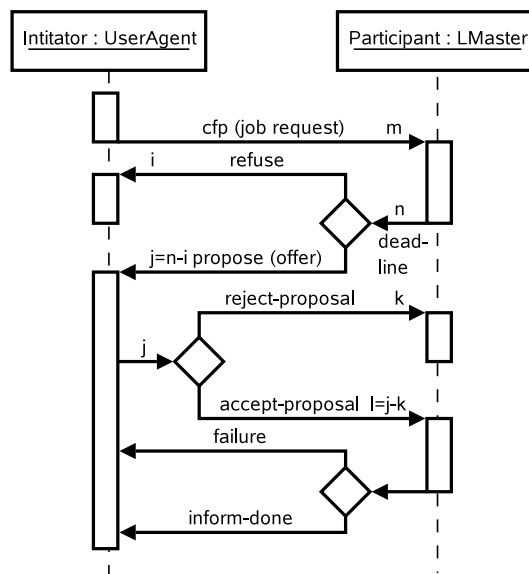 Intitator : UserAgent
Participant : LMaster
cfp (job request) m
i refuse
n
dead-
line
j=n-i propose (offer)
reject-proposal k
j
accept-proposal l=j-k
failure
inform-done